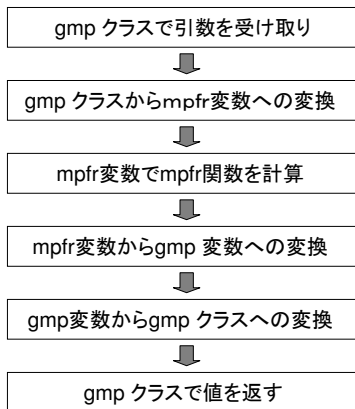 gmp クラスで引数を受け取り
gmp クラスからｍｐｆｒ変数への変換
mpfr変数でmpfr関数を計算
mpfr変数からgmp 変数への変換
gmp変数からgmp クラスへの変換
gmp クラスで値を返す